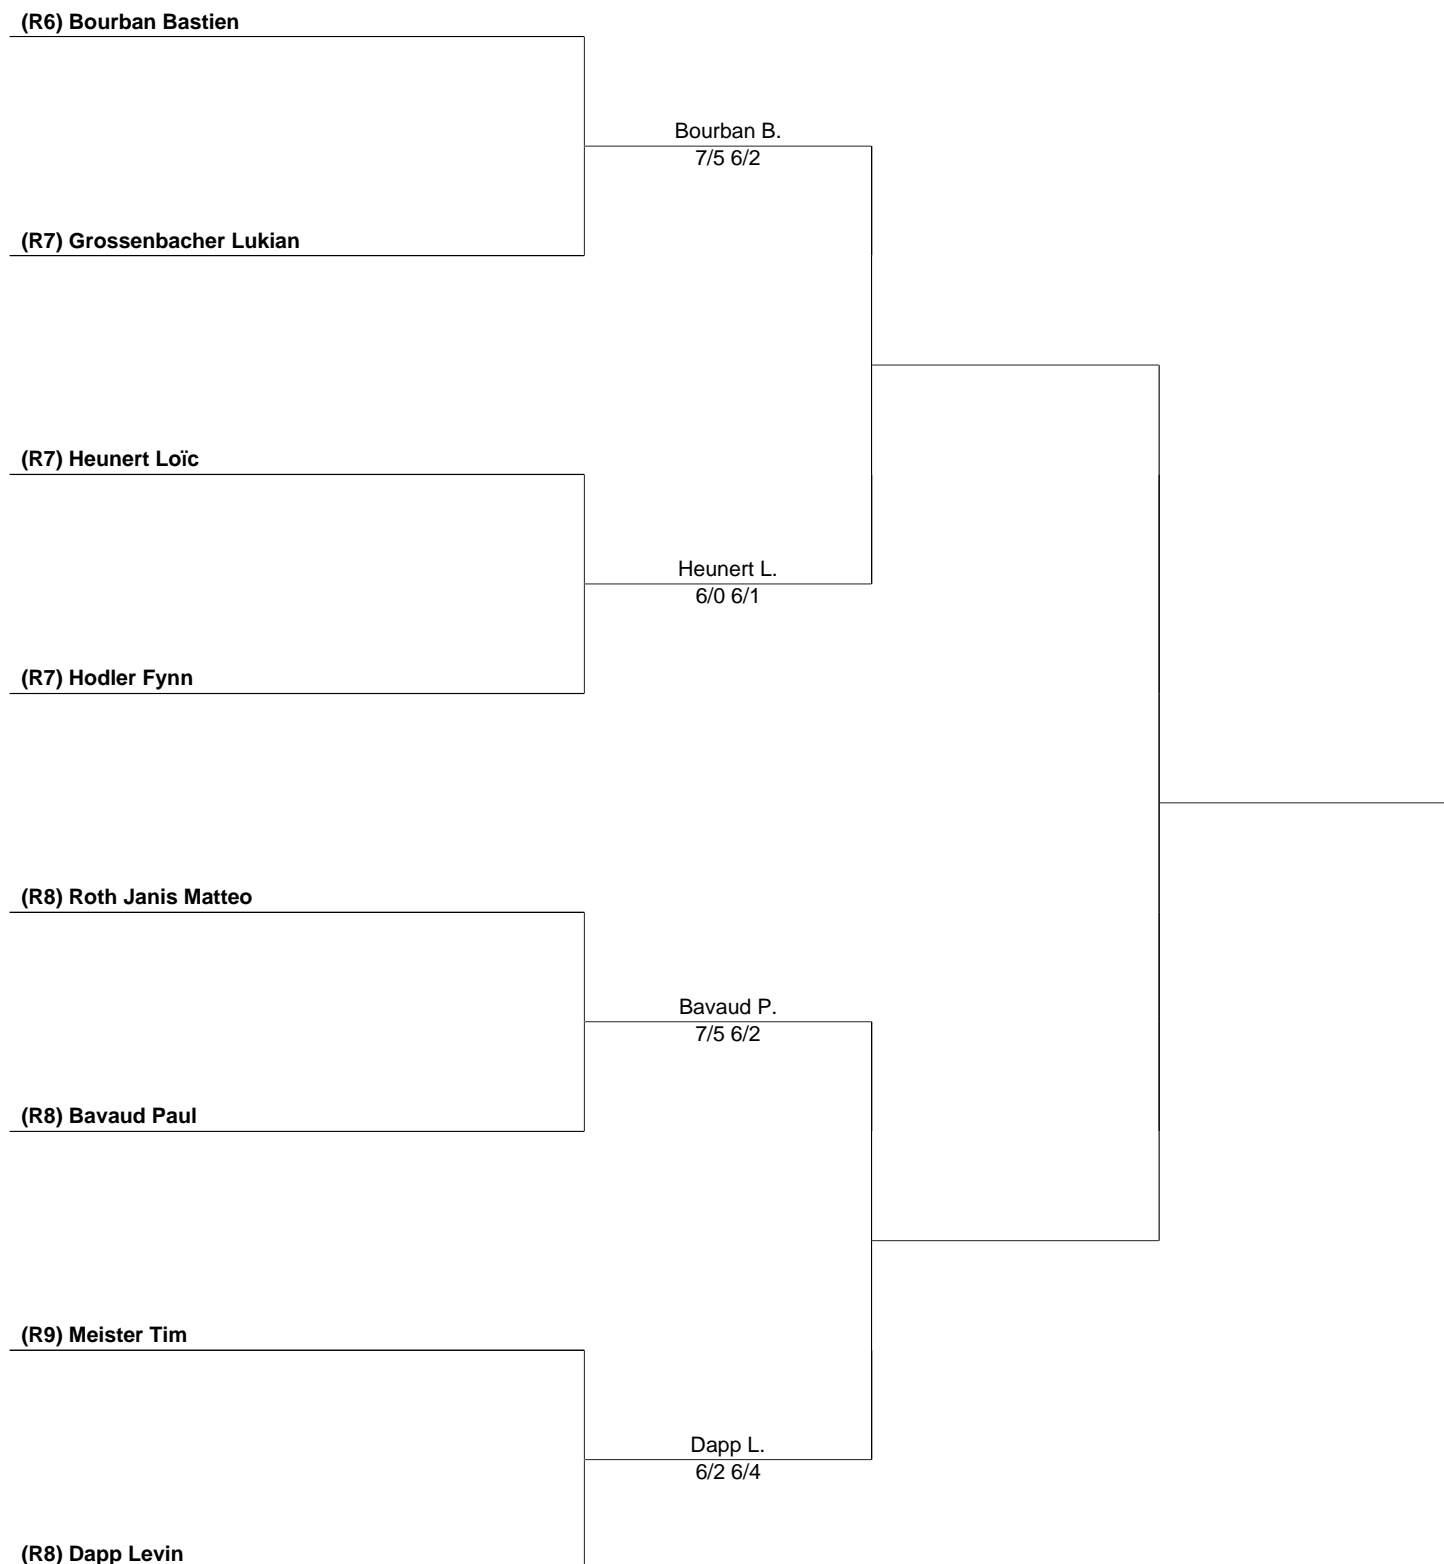 (R6) Bourban Bastien
Bourban B.
7/5 6/2
(R7) Grossenbacher Lukian
(R7) Heunert Loïc
Heunert L.
6/0 6/1
(R7) Hodler Fynn
(R8) Roth Janis Matteo
Bavaud P.
7/5 6/2
(R8) Bavaud Paul
(R9) Meister Tim
Dapp L.
6/2 6/4
(R8) Dapp Levin